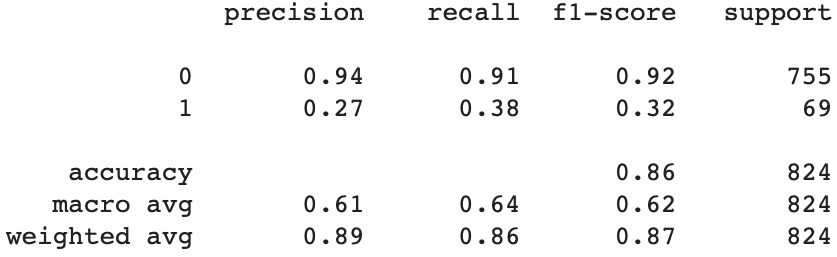 precision recall f1-score support
0 0.94 0.91 0.92 755
1 0.27 0.38 0.32 69
accuracy 0.86 824
macro avg 0.61 0.64 0.62 824
weighted avg 0.89 0.86 0.87 824